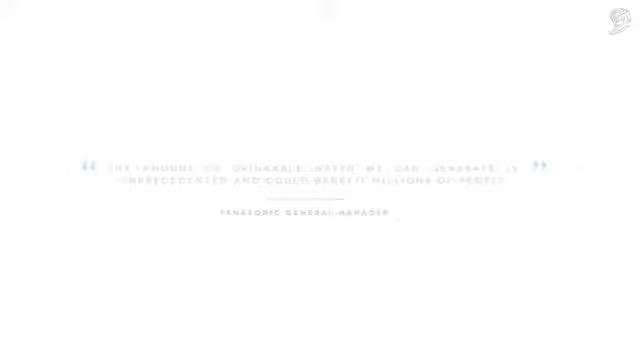 “ THE AMOUNT OF DRINKABLE WATER WE CAN GENERATE IS ”
UNPRECEDENTED AND COULD BENEFIT MILLIONS OF PEOPLE
PANASONIC GENERAL MANAGER